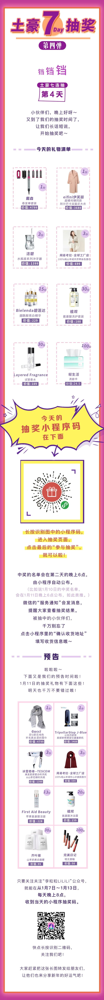 土豪7Day抽奖
第四弹
铛铛铛
土豪七连抽
第4天
小伙伴们，晚上好呀～
又到了我们的抽奖时间了，
让我们长话短说，
开始抽奖吧～
今天的礼物清单
1份
戴森
卷发棒套装
价值:4799
1份
eifini伊芙丽
超模何穗同款
阿尔巴卡双面尼大衣
价值:3680
3份
洁碧
水瓶座系列冲牙器
价值:1399
3份
网易考拉·全球工厂店
100%纯山羊绒天然零染色围巾
价值:699
15份
Bielenda碧莲达
烟酰胺亮白精华
价值:229
30份
植观
氨基酸洗护套装
价值:188
30份
Layered Fragrance
试管香水
价值:109
100份
轻生活
洗脸巾
价值:24.5
今天的
抽奖小程序码
在下面
长按识别图中的小程序码，
进入抽奖页面，
点击最后的“参与抽奖”，
就可以啦！
中奖的名单会在第二天的晚上6点，
由小程序自动公布。
（比如说1月10日的中奖名单，
会在1月11日晚上6点公布，如此类推。）
微信的“服务通知”会发消息，
提醒大家查看抽奖结果。
被抽中的小伙伴们，
千万别忘了
点击小程序里的“确认收货地址”
填写收货信息哦～
预告
啦啦啦～
下面又是我们的预告时间啦！
1月11日的抽奖礼物有下面这些！
明天也千万不要错过哦！
1份
Gucci
双G提花纯色
羊毛真丝混纺围巾
价值:4799
1份
TripollarStop J-Blue
以色列家用
脸部射频美容仪器童颜机
价值:3488
3份
冰雪奇缘--TESCOM
美发胶原蛋白吹风机
&山茶花精吹风梳
价值:1399
3份
网易考拉·全球工厂店
100%纯山羊绒空心纱披肩围巾
价值:599
13份
First Aid Beauty
苹果氨基酸洁面
价值:228
20份
植观
氨基酸沐浴露
价值:159
30份
齐叶雅
山羊奶美白面膜
价值:99
100份
完美日记
哑光唇釉
价值:50
只要关注关注“李粒粒LiLiLi”公众号，
就能在从1月7日～1月13日，
每天晚上8点，
收到当天的小程序抽奖码。
快点长按识别二维码，
关注我们吧！
大家赶紧把这张长图转发给朋友们，
让他们也来分享新年的好运气吧！